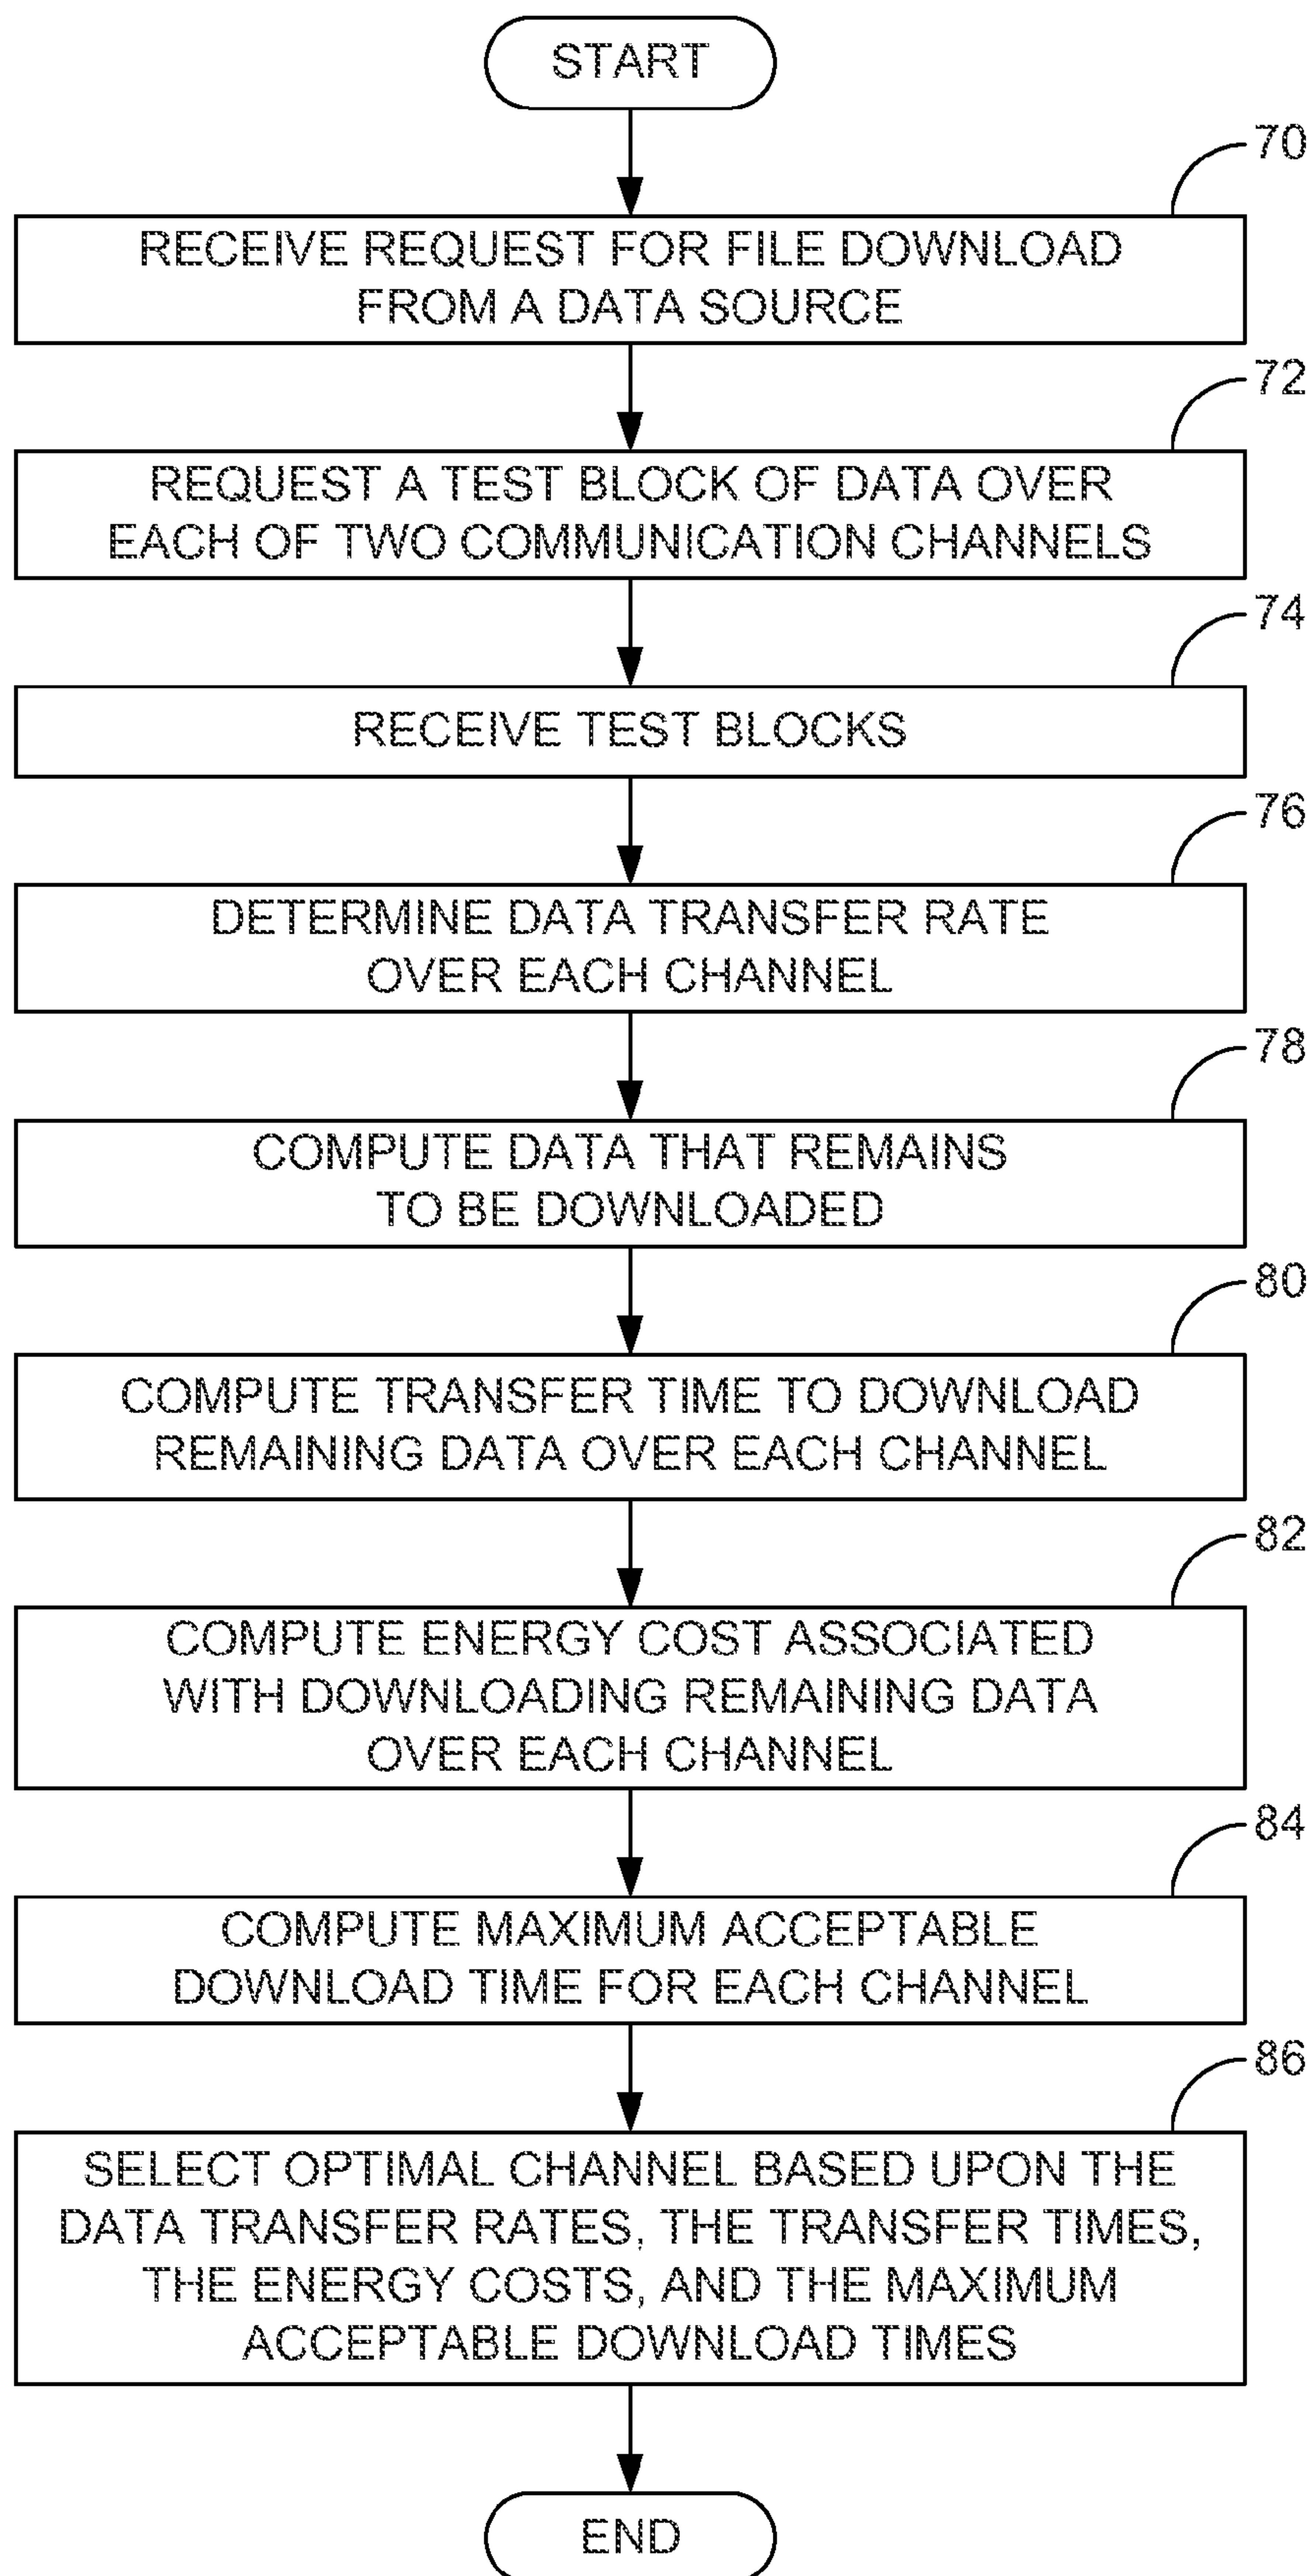 START
70
RECEIVE REQUEST FOR FILE DOWNLOAD
FROM A DATA SOURCE
72
REQUEST A TEST BLOCK OF DATA OVER
EACH OF TWO COMMUNICATION CHANNELS
74
RECEIVE TEST BLOCKS
76
DETERMINE DATA TRANSFER RATE
OVER EACH CHANNEL
78
COMPUTE DATA THAT REMAINS
TO BE DOWNLOADED
80
COMPUTE TRANSFER TIME TO DOWNLOAD
REMAINING DATA OVER EACH CHANNEL
82
COMPUTE ENERGY COST ASSOCIATED
WITH DOWNLOADING REMAINING DATA
OVER EACH CHANNEL
84
COMPUTE MAXIMUM ACCEPTABLE
DOWNLOAD TIME FOR EACH CHANNEL
86
SELECT OPTIMAL CHANNEL BASED UPON THE
DATA TRANSFER RATES, THE TRANSFER TIMES,
THE ENERGY COSTS, AND THE MAXIMUM
ACCEPTABLE DOWNLOAD TIMES
END